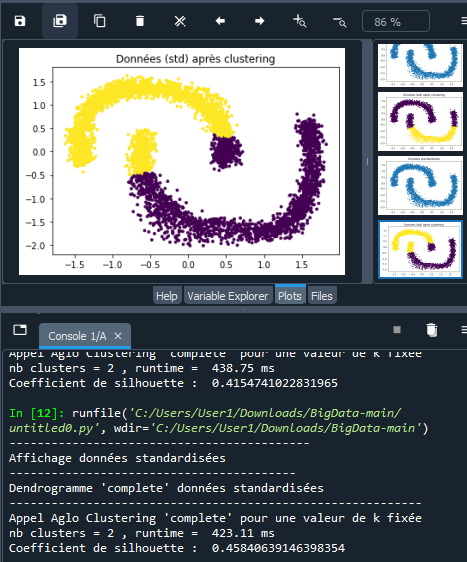 86 %
Données (std) après clustering
1.5
1.0
0.5
0.0
−0.5
−1.0
−1.5
−2.0
−1.5 −1.0 −0.5 0.0 0.5 1.0 1.5
Help Variable Explorer Plots Files
Console 1/A
Appel Aglo Clustering 'complete' pour une valeur de k fixée
nb clusters = 2 , runtime = 438.75 ms
Coefficient de silhouette : 0.4154741022831965
In [12]: runfile('C:/Users/User1/Downloads/BigData-main/
untitled0.py', wdir='C:/Users/User1/Downloads/BigData-main')
------------------------------------------
Affichage données standardisées
----------------------------------------
Dendrogramme 'complete' données standardisées
----------------------------------------------------------
Appel Aglo Clustering 'complete' pour une valeur de k fixée
nb clusters = 2 , runtime = 423.11 ms
Coefficient de silhouette : 0.45840639146398354